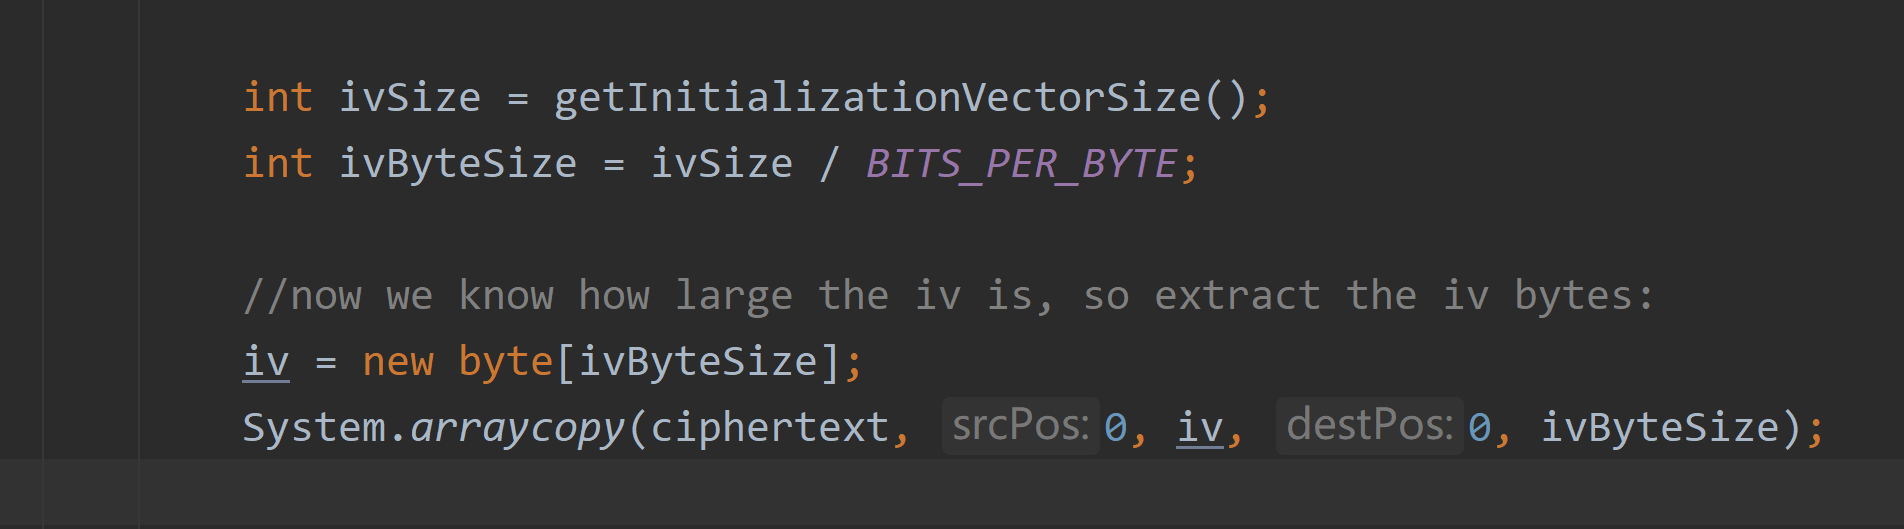 int ivSize = getInitializationVectorSize();
int ivByteSize = ivSize / BITS_PER_BYTE;
//now we know how large the iv is, so extract the iv bytes:
iv = new byte[ivByteSize];
System.arraycopy(ciphertext, srcPos: 0, iv, destPos: 0, ivByteSize);